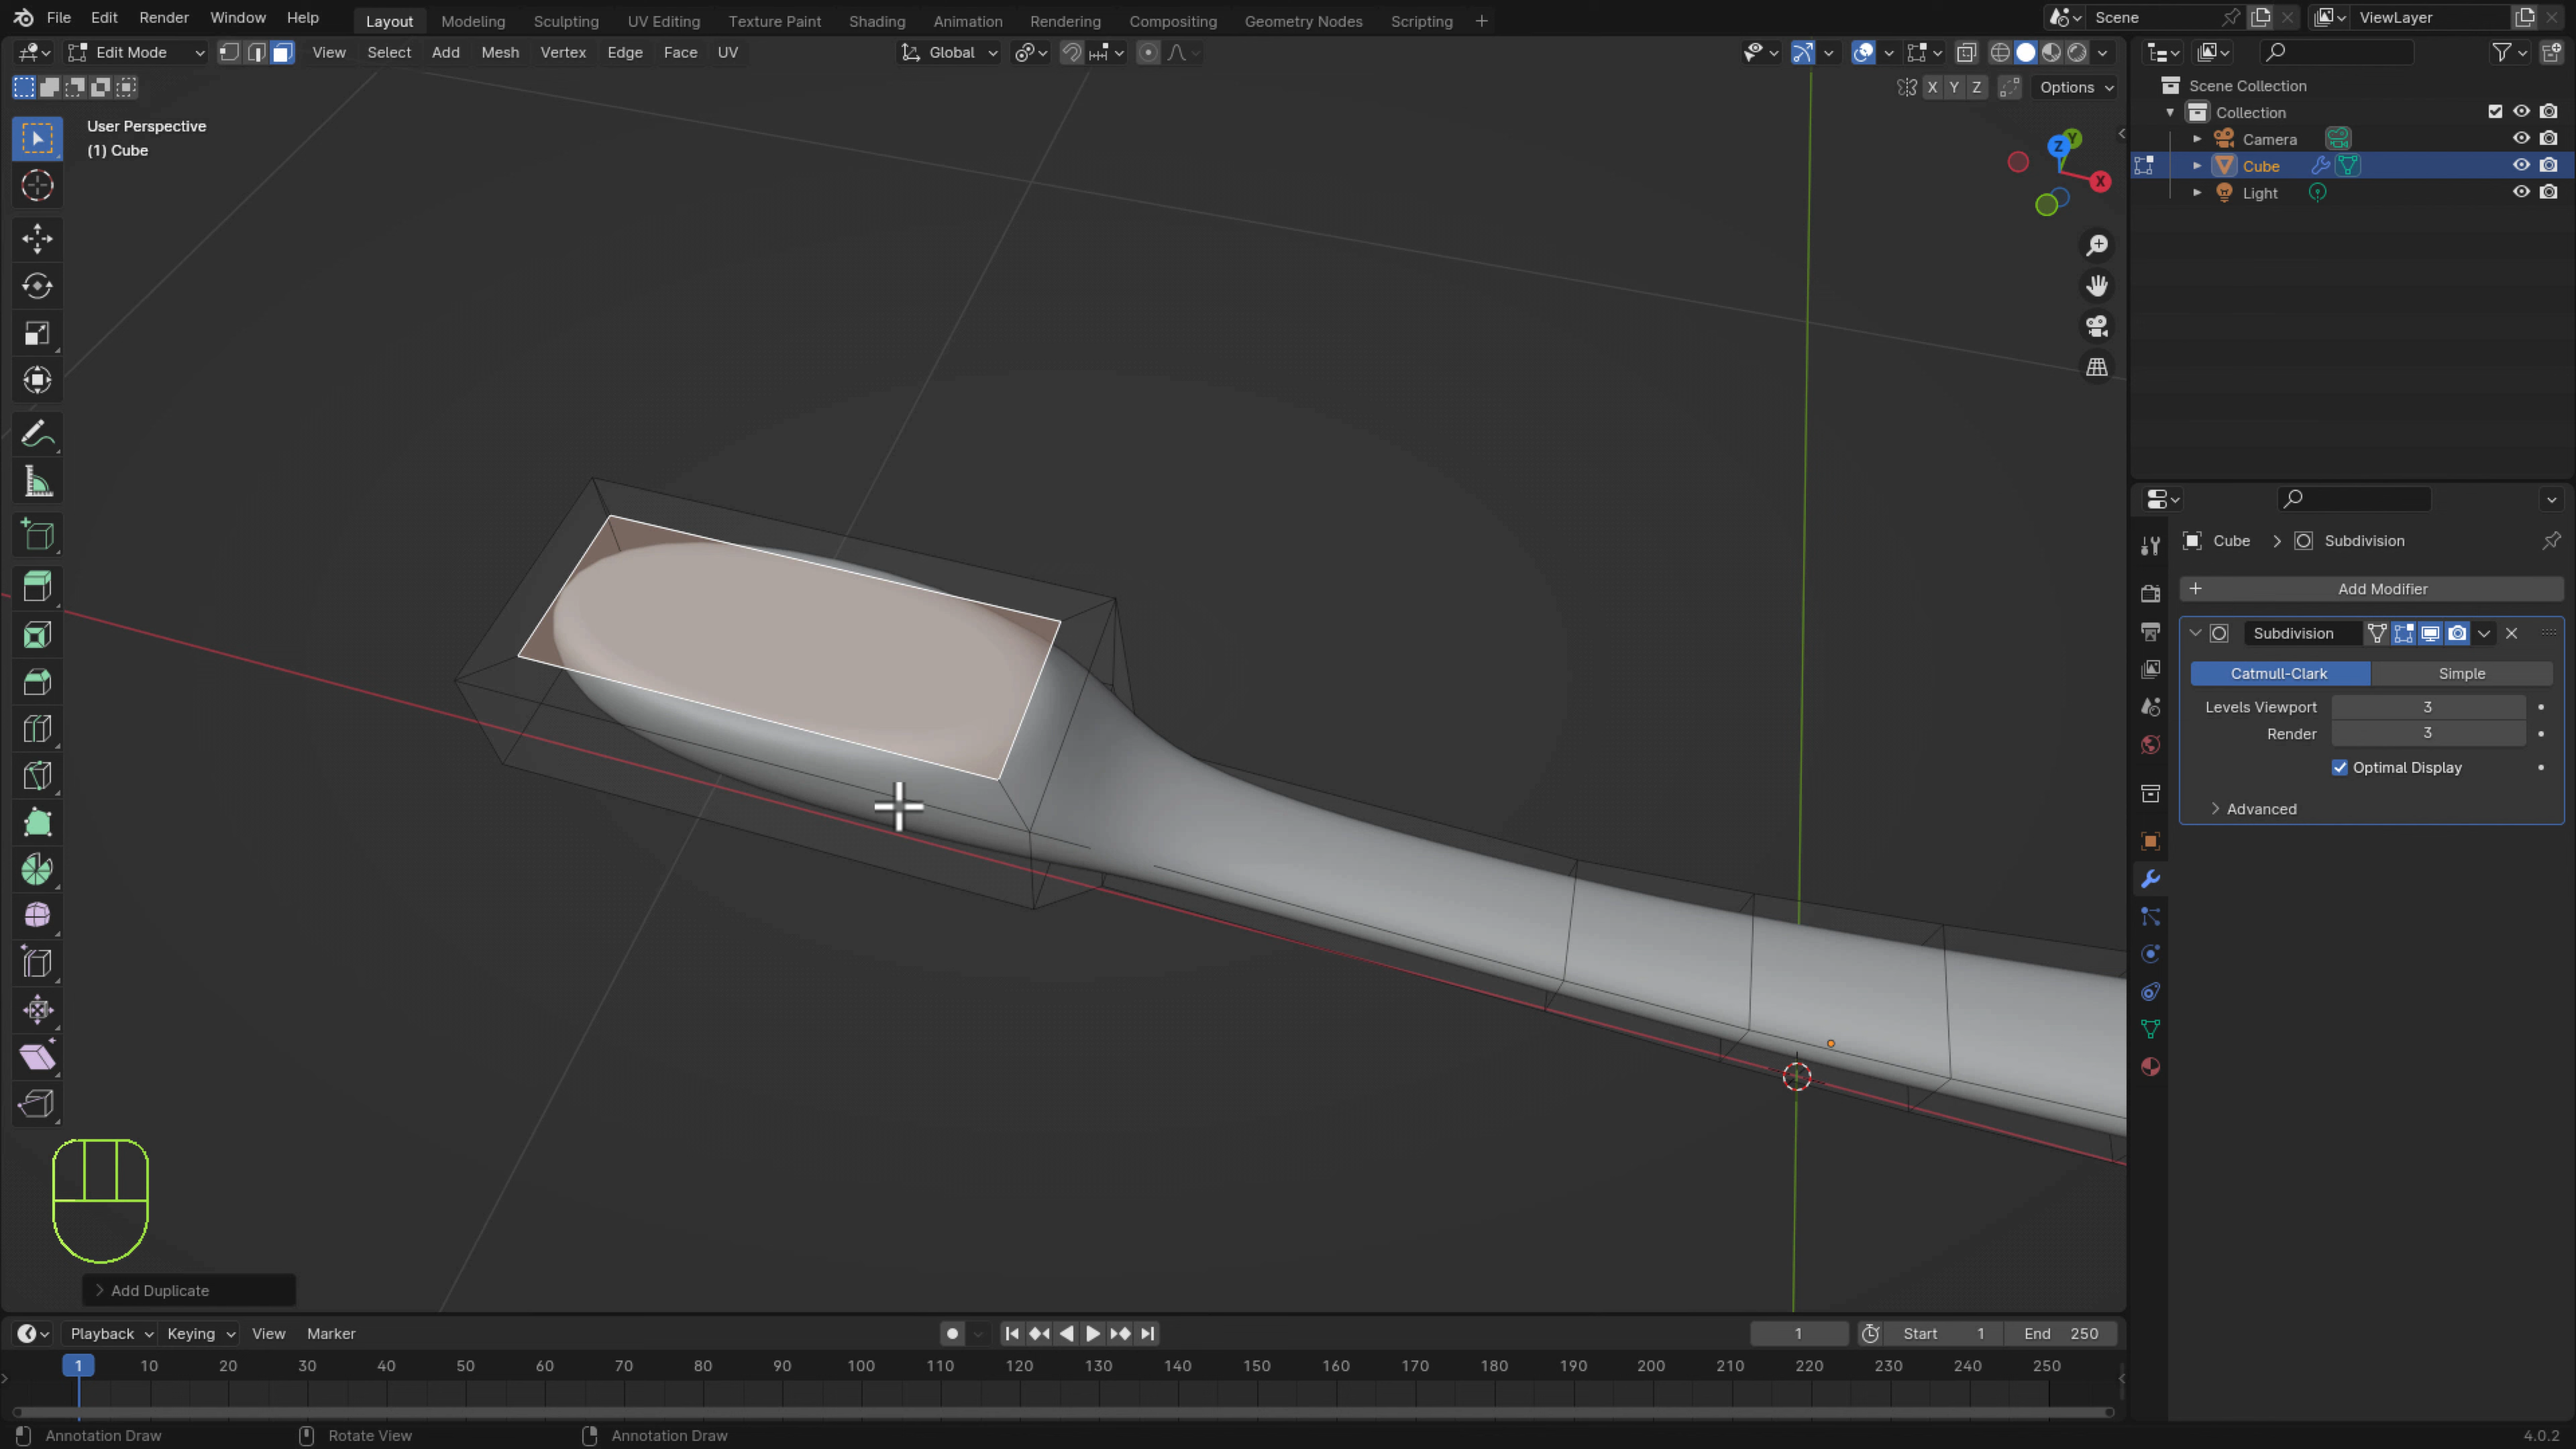 File Edit Render Window Help Layout Modeling Sculpting UV Editing Texture Paint Shading Animation Rendering Compositing Geometry Nodes Scripting + Scene ViewLayer
Edit Mode View Select Add Mesh Vertex Edge Face UV Global
X Y Z Options
User Perspective
(1) Cube
Z Y X
Scene Collection
Collection
Camera
Cube
Light
Cube > Subdivision
+ Add Modifier
Subdivision
Catmull-Clark Simple
Levels Viewport 3
Render 3
Optimal Display
Advanced
Add Duplicate
Playback Keying View Marker 1 Start 1 End 250
1 10 20 30 40 50 60 70 80 90 100 110 120 130 140 150 160 170 180 190 200 210 220 230 240 250
Annotation Draw Rotate View Annotation Draw 4.0.2